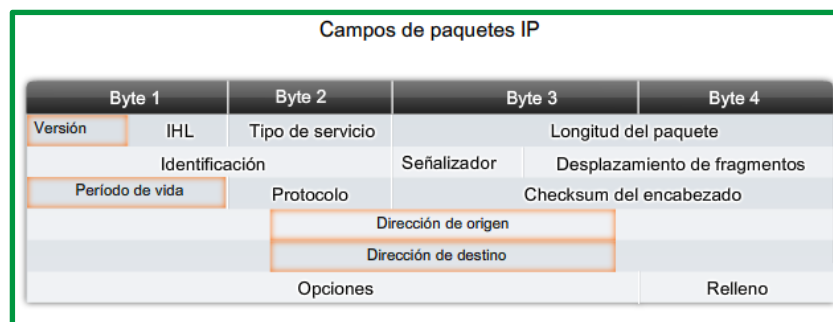 Campos de paquetes IP
Byte 1 Byte 2 Byte 3 Byte 4
Versión IHL Tipo de servicio Longitud del paquete
Identificación Señalizador Desplazamiento de fragmentos
Período de vida Protocolo Checksum del encabezado
Dirección de origen
Dirección de destino
Opciones Relleno